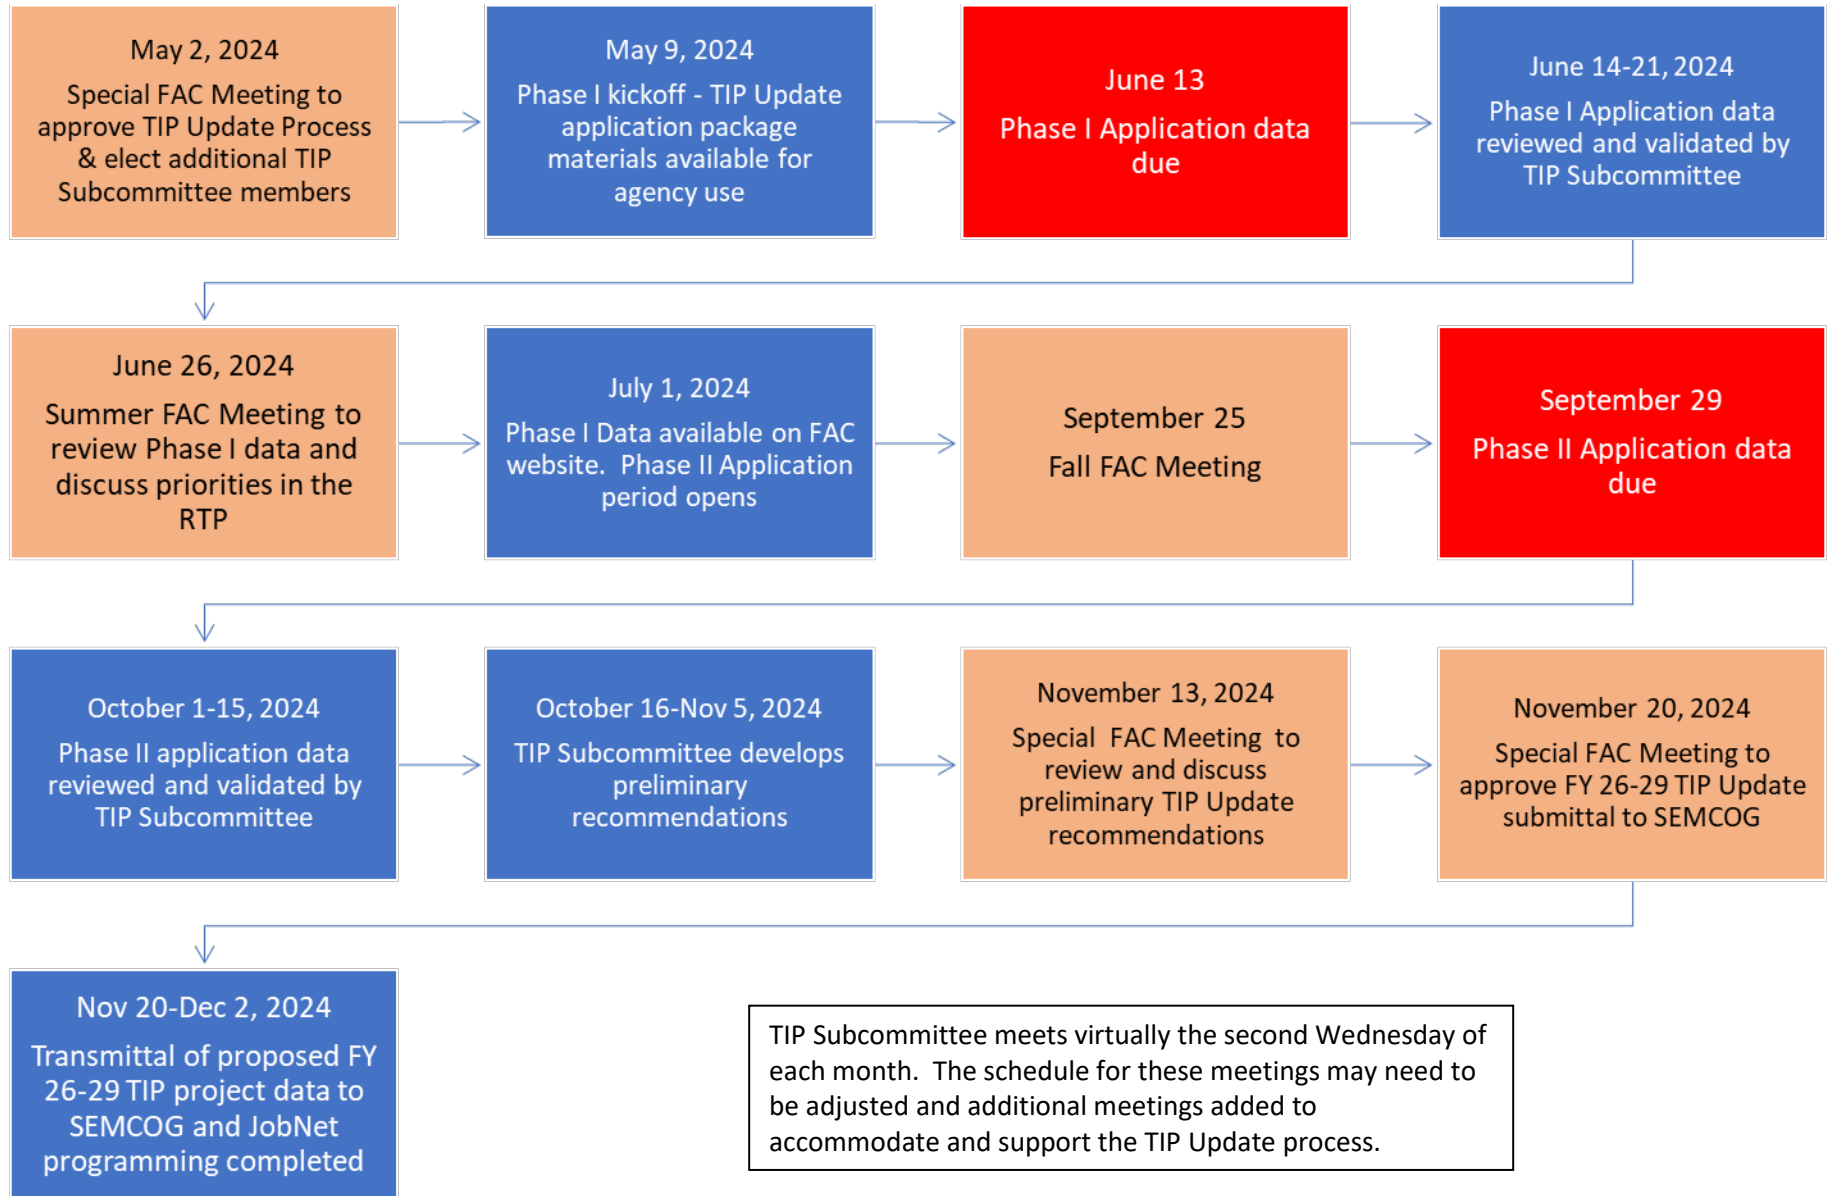 May 2, 2024
Special FAC Meeting to
approve TIP Update Process
& elect additional TIP
Subcommittee members
May 9, 2024
Phase I kickoff - TIP Update
application package
materials available for
agency use
June 13
Phase I Application data
due
June 14-21, 2024
Phase I Application data
reviewed and validated by
TIP Subcommittee
June 26, 2024
Summer FAC Meeting to
review Phase I data and
discuss priorities in the
RTP
July 1, 2024
Phase I Data available on FAC
website.  Phase II Application
period opens
September 25
Fall FAC Meeting
September 29
Phase II Application data
due
October 1-15, 2024
Phase II application data
reviewed and validated by
TIP Subcommittee
October 16-Nov 5, 2024
TIP Subcommittee develops
preliminary
recommendations
November 13, 2024
Special  FAC Meeting  to
review and discuss
preliminary TIP Update
recommendations
November 20, 2024
Special FAC Meeting to
approve FY 26-29 TIP Update
submittal to SEMCOG
Nov 20-Dec 2, 2024
Transmittal of proposed FY
26-29 TIP project data to
SEMCOG and JobNet
programming completed
TIP Subcommittee meets virtually the second Wednesday of
each month.  The schedule for these meetings may need to
be adjusted and additional meetings added to
accommodate and support the TIP Update process.